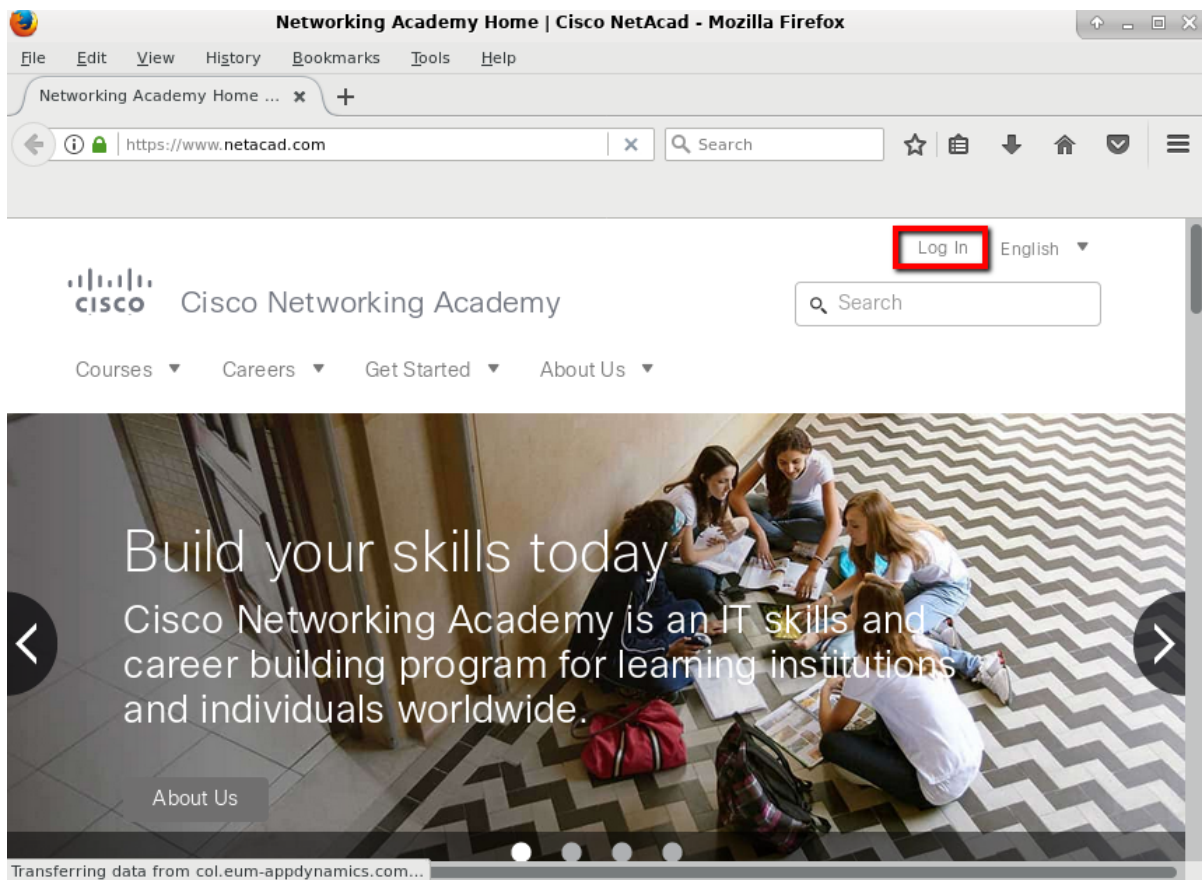 Networking Academy Home | Cisco NetAcad - Mozilla Firefox
File Edit View History Bookmarks Tools Help
Networking Academy Home ...
https://www.netacad.com
Search
Log In English
CISCO Cisco Networking Academy
Search
Courses Careers Get Started About Us
Build your skills today
Cisco Networking Academy is an IT skills and
career building program for learning institutions
and individuals worldwide.
About Us
Transferring data from col.eum-appdynamics.com...